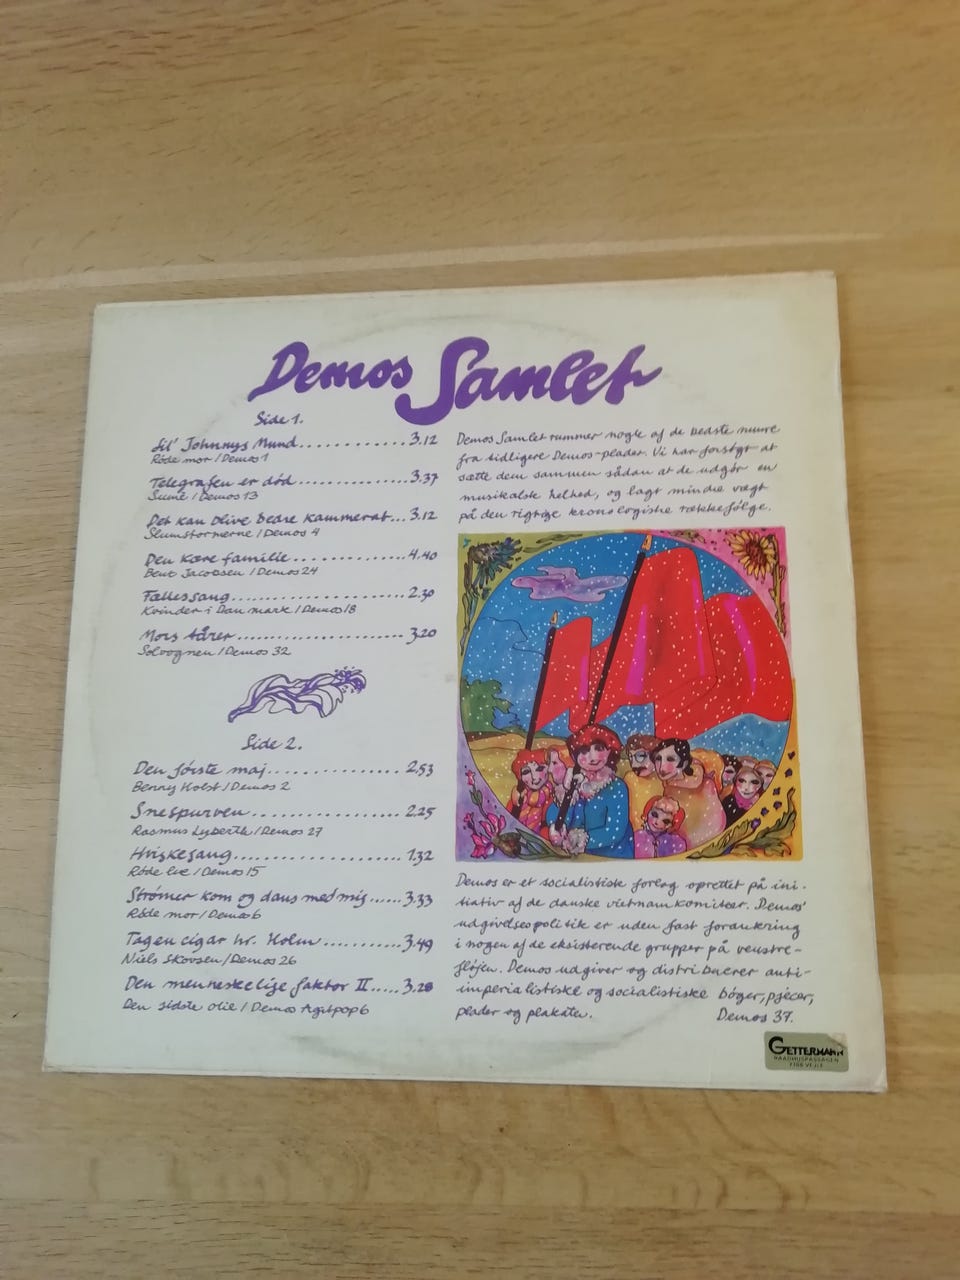 Demos Samlet
Side 1.
Lil' Johnnys Mund............3.12
Røde mor / Demos 1
Telegrafen er død...............3.37
Sume / Demos 13
Det kan blive bedre kammerat...3.12
Slumstormerne / Demos 4
Den kære familie...............4.40
Bent Jacobsen / Demos 24
Fællessang......................2.30
Kvinder i Danmark / Demos 18
Mors tårer......................3.20
Solvognen / Demos 32
Side 2.
Den første maj................2.53
Benny Holst / Demos 2
Snespurven...................2.25
Rasmus Lyberth / Demos 27
Hviskesang....................1.32
Røde Eve / Demos 15
Strømer kom og dans med mig......3.33
Røde mor / Demos 6
Tag en cigar hr. Holm...........3.49
Niels Skovsen / Demos 26
Den menneskelige faktor II.....3.28
Den sidste olie / Demos Agitpop 6
Demos Samlet rummer nogle af de bedste numre
fra tidligere Demos-plader. Vi har forsøgt at
sætte dem sammen sådan at de udgør en
musikalsk helhed, og lagt mindre vægt
på den rigtige kronologiske rækkefølge.
Demos er et socialistisk forlag oprettet på ini-
tiativ af de danske vietnamkomiteer. Demos'
udgivelsespolitik er uden fast forankring
i nogen af de eksisterende grupper på venstre-
fløjen. Demos udgiver og distribuerer anti-
imperialistiske og socialistiske bøger, pjecer,
plader og plakater. Demos 37.
GETTERMANN
RAADHUSPASSAGEN
7100 VEJLE